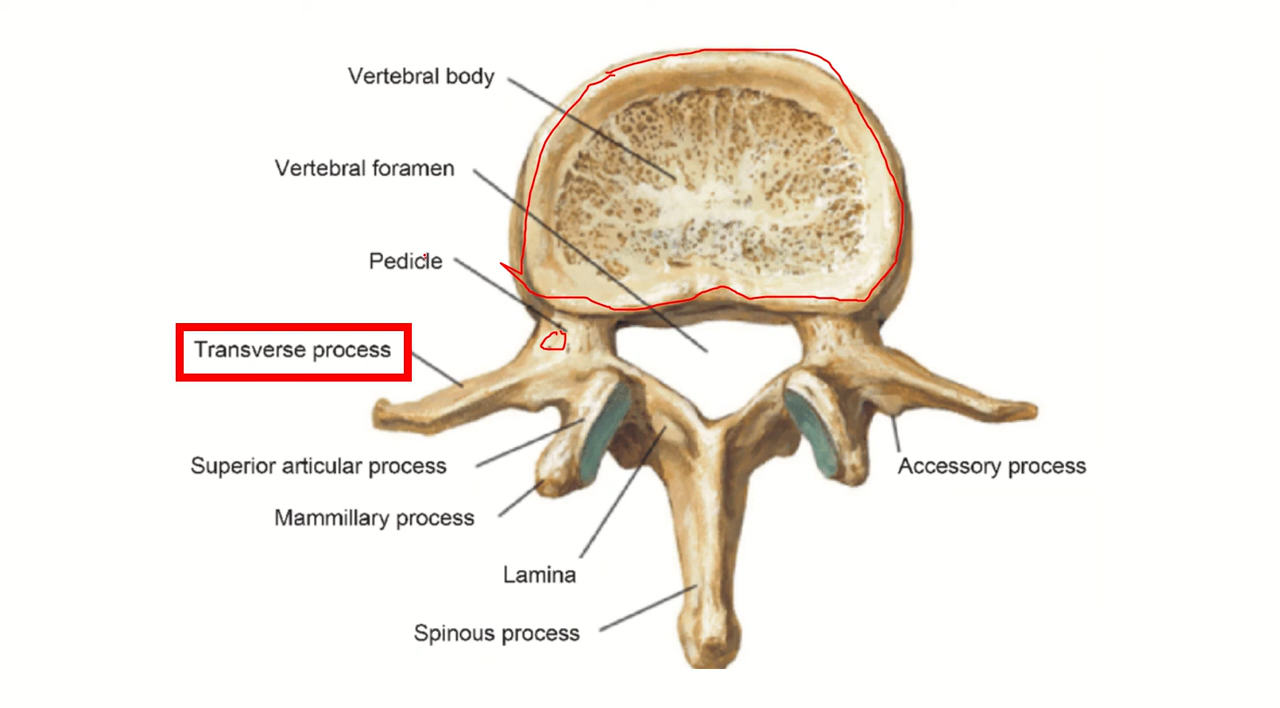 Vertebral body
Vertebral foramen
Pedicle
Transverse process
Superior articular process
Accessory process
Mammillary process
Lamina
Spinous process